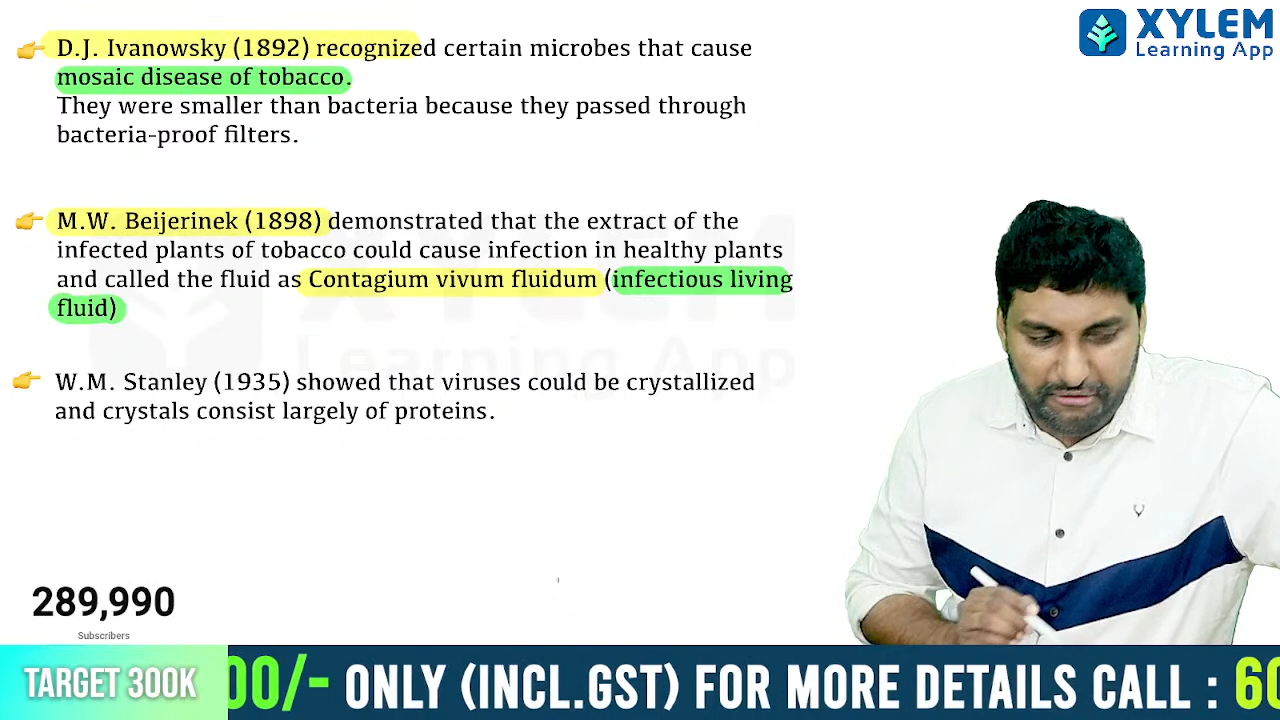 XYLEM
Learning App
D.J. Ivanowsky (1892) recognized certain microbes that cause
mosaic disease of tobacco.
They were smaller than bacteria because they passed through
bacteria-proof filters.
M.W. Beijerinek (1898) demonstrated that the extract of the
infected plants of tobacco could cause infection in healthy plants
and called the fluid as Contagium vivum fluidum (infectious living
fluid)
XYLEM
Learning App
W.M. Stanley (1935) showed that viruses could be crystallized
and crystals consist largely of proteins.
289,990
Subscribers
TARGET 300K
00/- ONLY (INCL.GST) FOR MORE DETAILS CALL : 60